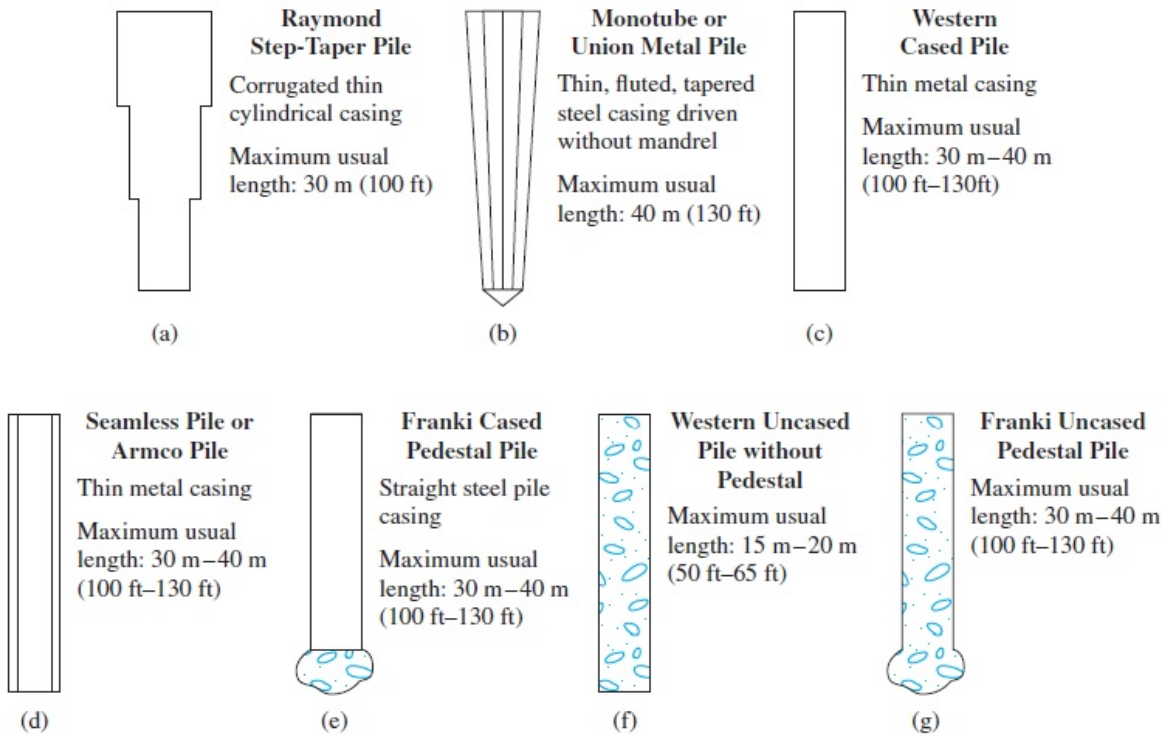 Raymond
Step-Taper Pile
Corrugated thin
cylindrical casing
Maximum usual
length: 30 m (100 ft)
(a)
Monotube or
Union Metal Pile
Thin, fluted, tapered
steel casing driven
without mandrel
Maximum usual
length: 40 m (130 ft)
(b)
Western
Cased Pile
Thin metal casing
Maximum usual
length: 30 m–40 m
(100 ft–130ft)
(c)
Seamless Pile or
Armco Pile
Thin metal casing
Maximum usual
length: 30 m–40 m
(100 ft–130 ft)
(d)
Franki Cased
Pedestal Pile
Straight steel pile
casing
Maximum usual
length: 30 m–40 m
(100 ft–130 ft)
(e)
Western Uncased
Pile without
Pedestal
Maximum usual
length: 15 m–20 m
(50 ft–65 ft)
(f)
Franki Uncased
Pedestal Pile
Maximum usual
length: 30 m–40 m
(100 ft–130 ft)
(g)